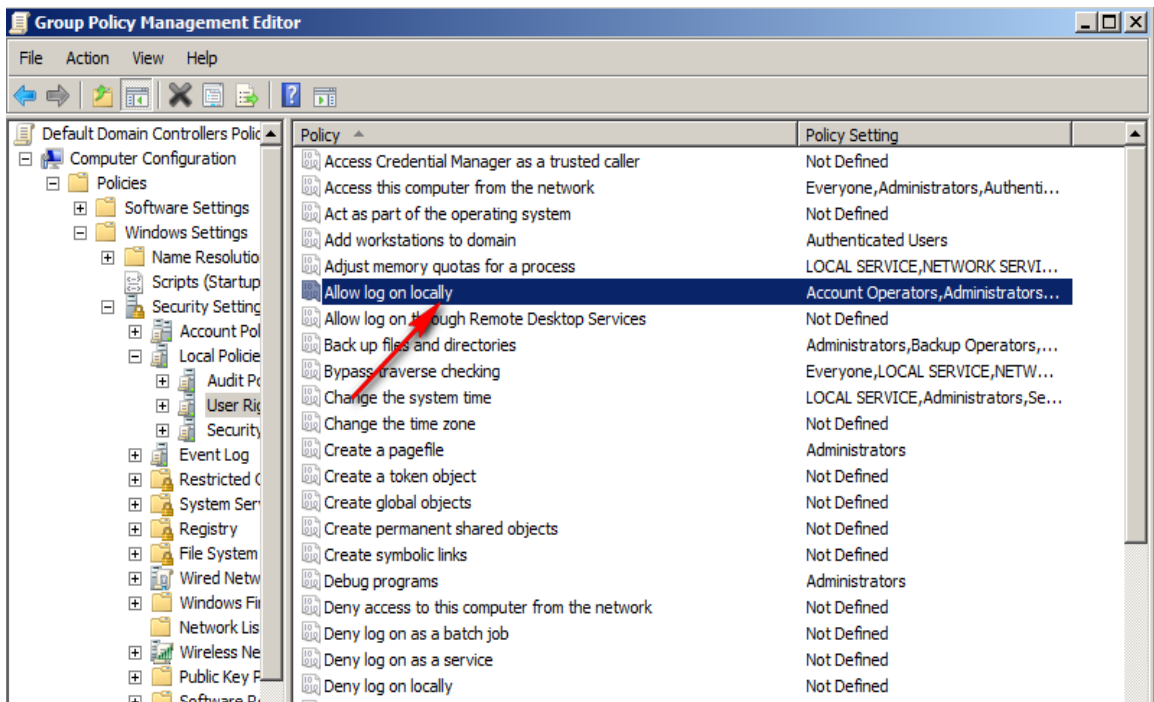 Group Policy Management Editor
File Action View Help
Default Domain Controllers Polic
Computer Configuration
Policies
Software Settings
Windows Settings
Name Resolutio
Scripts (Startup
Security Setting
Account Pol
Local Policie
Audit Po
User Rig
Security
Event Log
Restricted G
System Ser
Registry
File System
Wired Netw
Windows Fir
Network Lis
Wireless Ne
Public Key P
Software Re
Policy Policy Setting
Access Credential Manager as a trusted caller Not Defined
Access this computer from the network Everyone,Administrators,Authenti...
Act as part of the operating system Not Defined
Add workstations to domain Authenticated Users
Adjust memory quotas for a process LOCAL SERVICE,NETWORK SERVI...
Allow log on locally Account Operators,Administrators...
Allow log on through Remote Desktop Services Not Defined
Back up files and directories Administrators,Backup Operators,...
Bypass traverse checking Everyone,LOCAL SERVICE,NETW...
Change the system time LOCAL SERVICE,Administrators,Se...
Change the time zone Not Defined
Create a pagefile Administrators
Create a token object Not Defined
Create global objects Not Defined
Create permanent shared objects Not Defined
Create symbolic links Not Defined
Debug programs Administrators
Deny access to this computer from the network Not Defined
Deny log on as a batch job Not Defined
Deny log on as a service Not Defined
Deny log on locally Not Defined